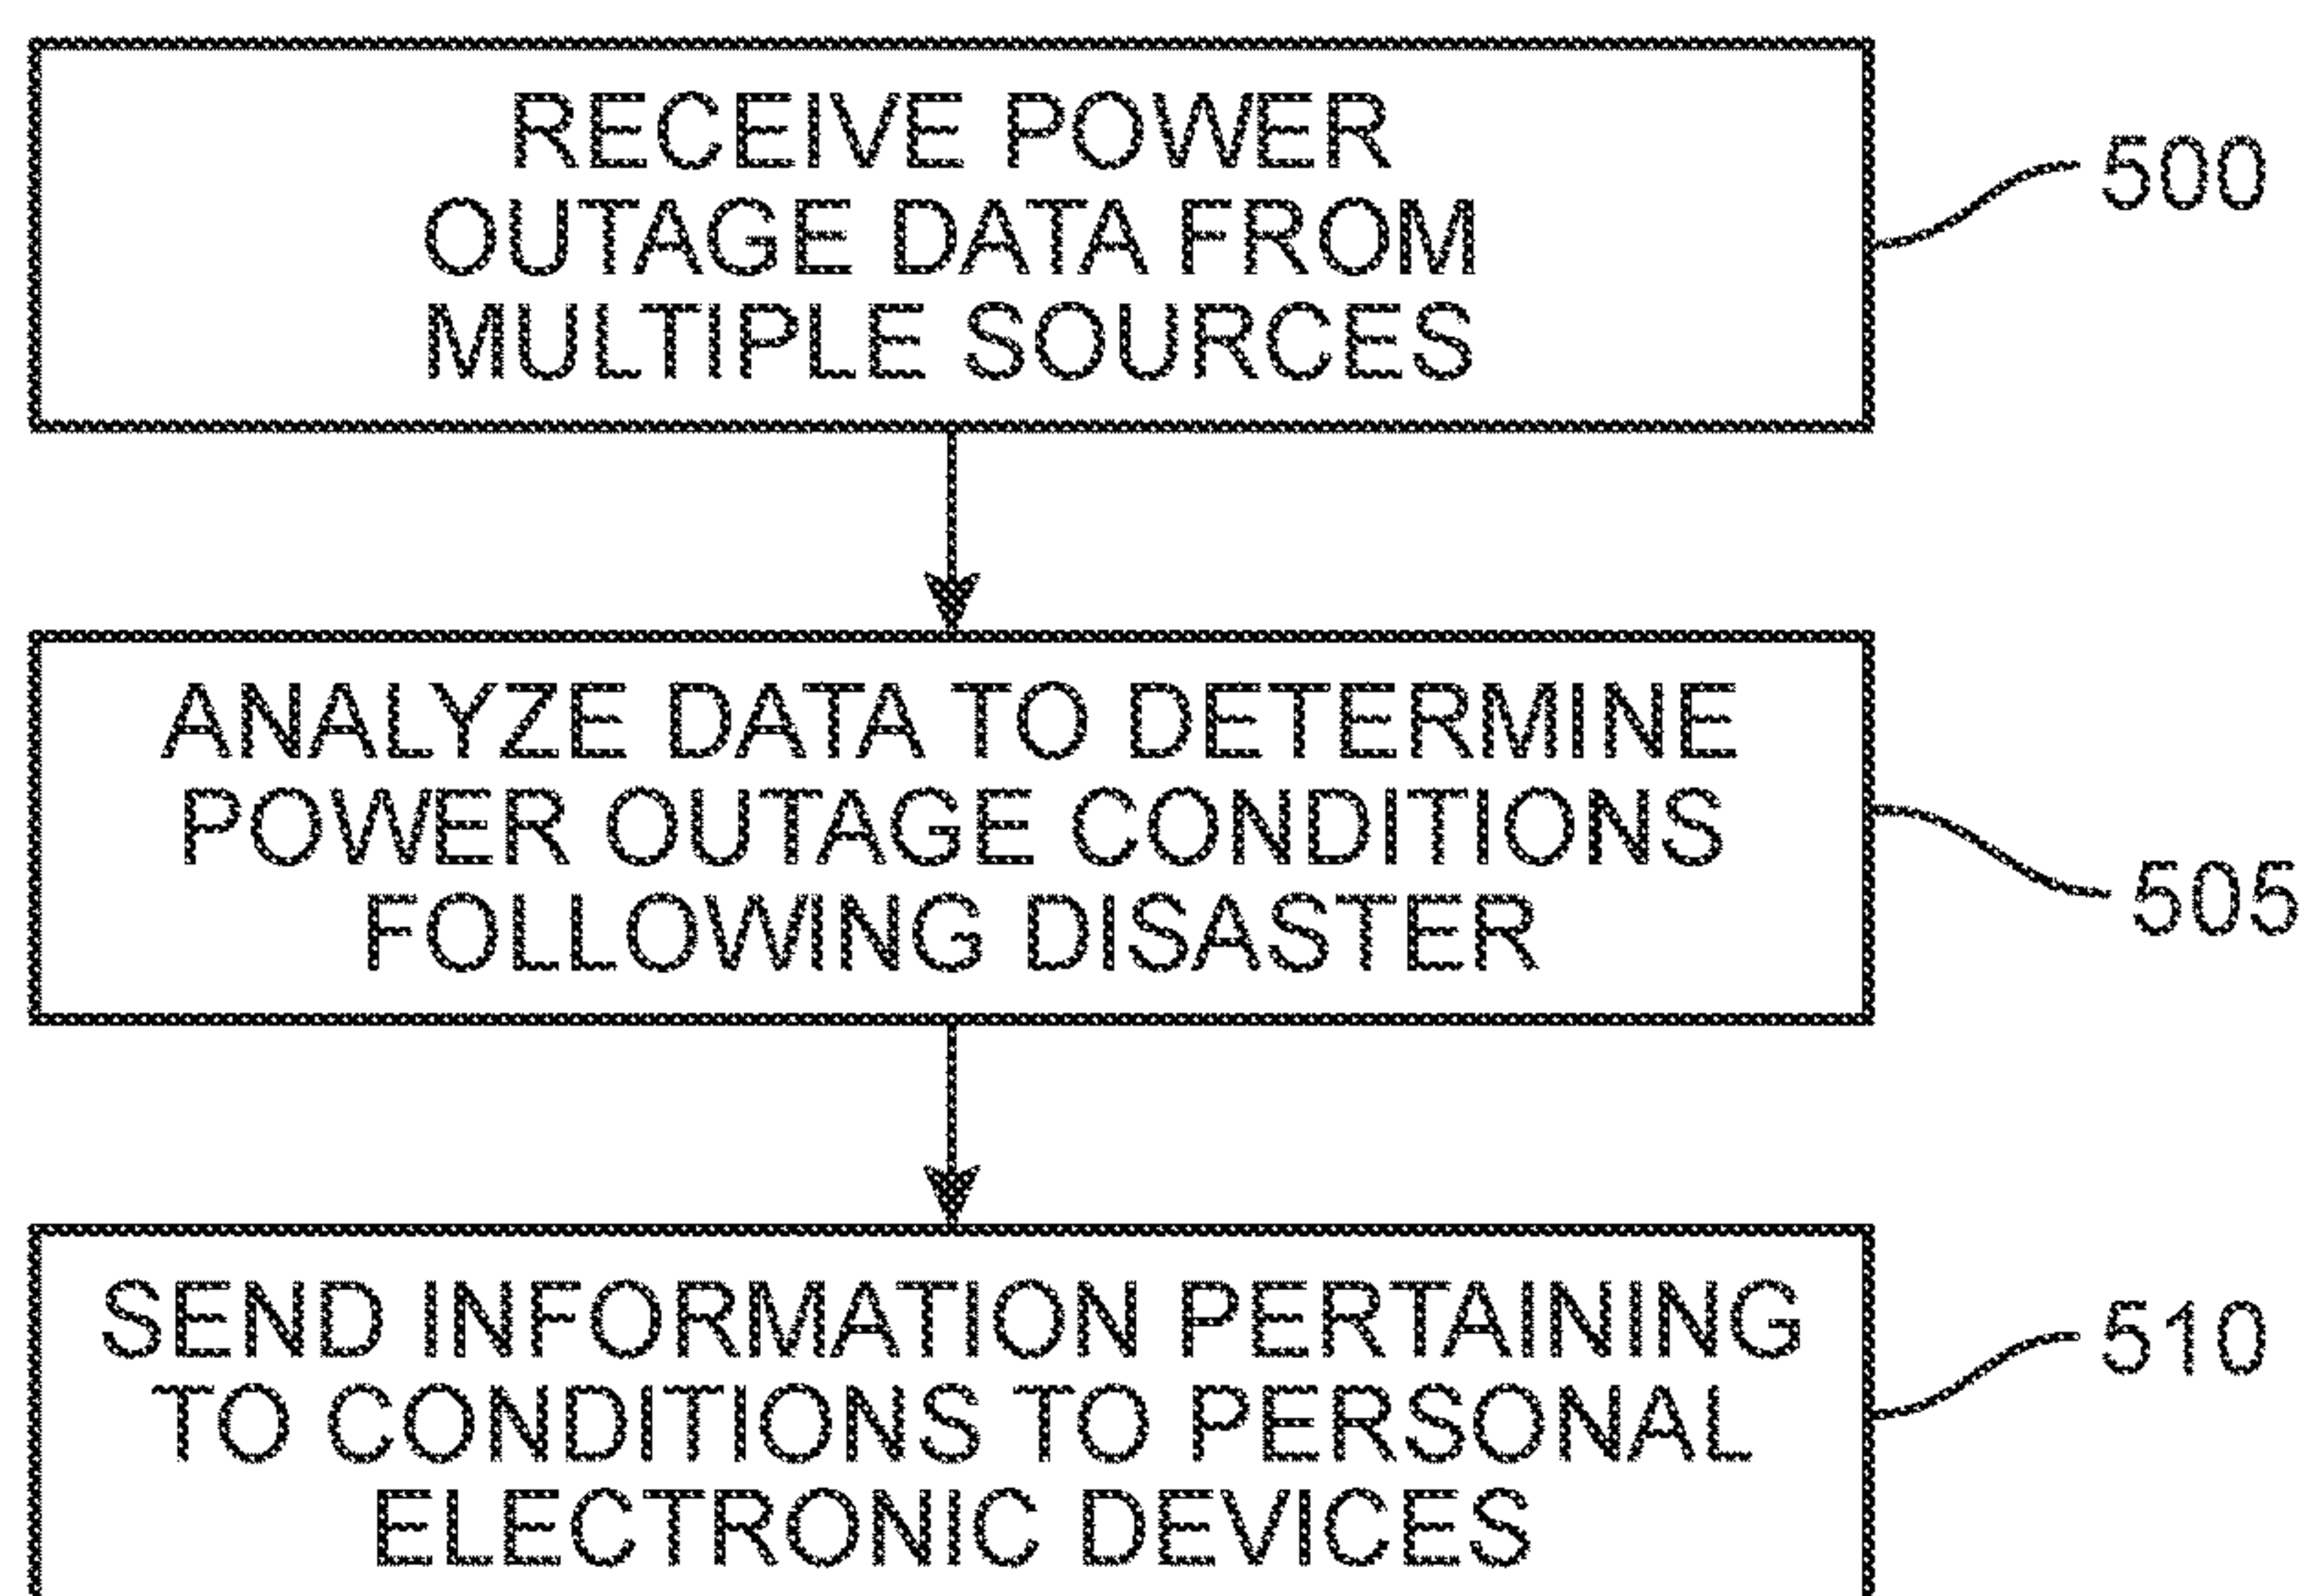 RECEIVE POWER
OUTAGE DATA FROM
MULTIPLE SOURCES
500
ANALYZE DATA TO DETERMINE
POWER OUTAGE CONDITIONS
FOLLOWING DISASTER
505
SEND INFORMATION PERTAINING
TO CONDITIONS TO PERSONAL
ELECTRONIC DEVICES
510